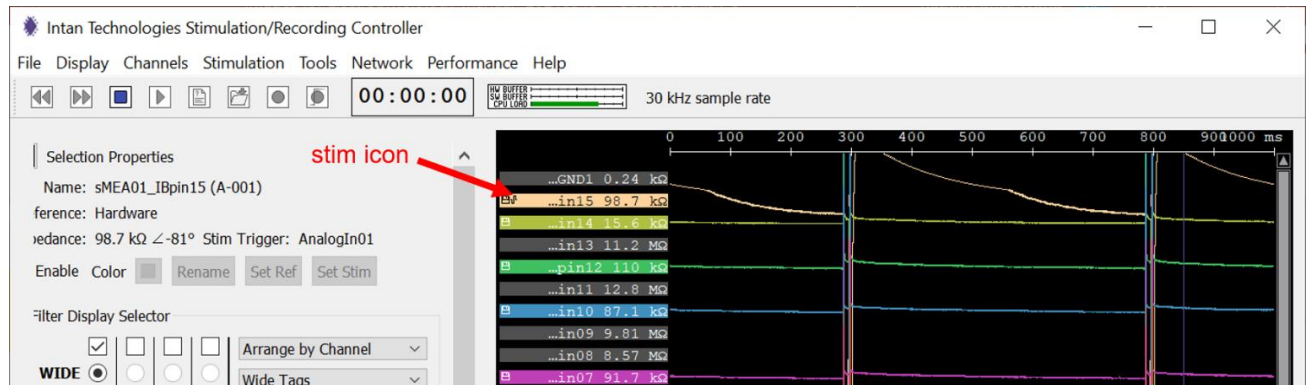 Intan Technologies Stimulation/Recording Controller
File Display Channels Stimulation Tools Network Performance Help
00:00:00
HW BUFFER
SW BUFFER
CPU LOAD
30 kHz sample rate
Selection Properties
Name: sMEA01_IBpin15 (A-001)
ference: Hardware
pedance: 98.7 kΩ ∠-81° Stim Trigger: AnalogIn01
Enable Color Rename Set Ref Set Stim
Filter Display Selector
Arrange by Channel
WIDE
Wide Tags
stim icon
0 100 200 300 400 500 600 700 800 900 1000 ms
...GND1 0.24 kΩ
...in15 98.7 kΩ
...in14 15.6 kΩ
...in13 11.2 MΩ
...pin12 110 kΩ
...in11 12.8 MΩ
...in10 87.1 kΩ
...in09 9.81 MΩ
...in08 8.57 MΩ
...in07 91.7 kΩ